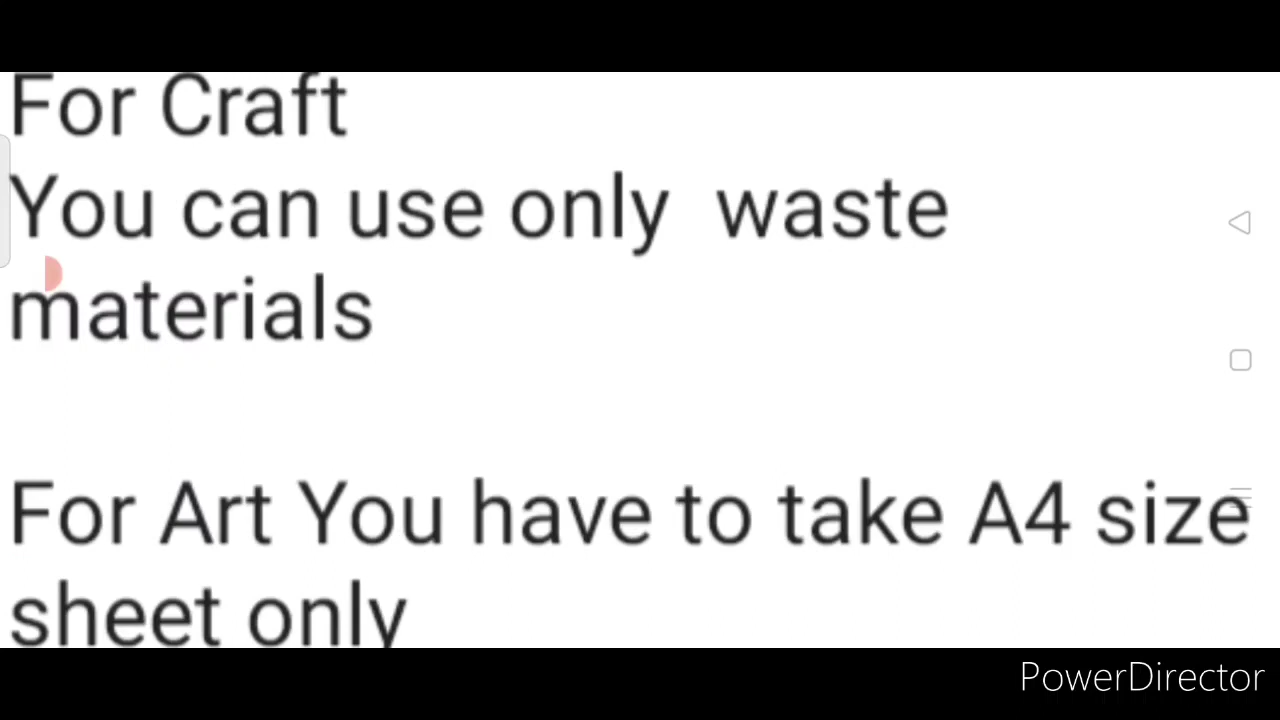 For Craft
You can use only  waste
materials
For Art You have to take A4 size
sheet only
PowerDirector